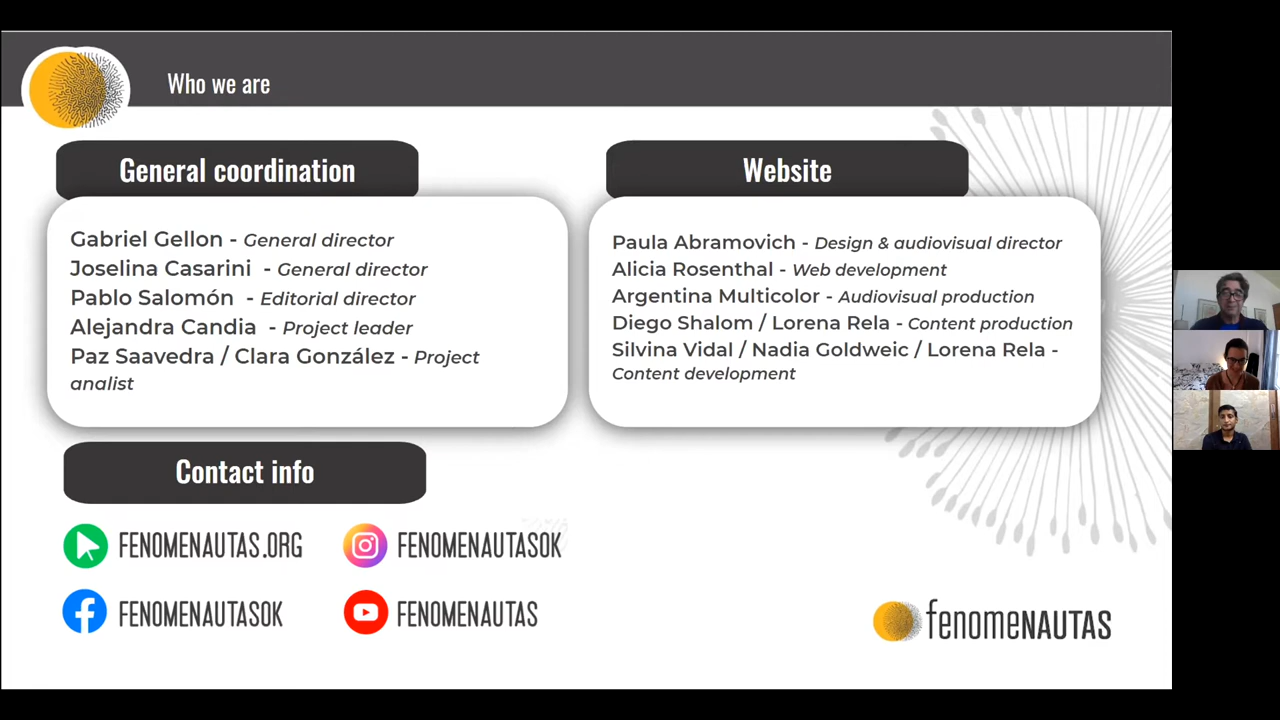 Who we are
General coordination
Gabriel Gellon - General director
Joselina Casarini - General director
Pablo Salomón - Editorial director
Alejandra Candia - Project leader
Paz Saavedra / Clara González - Project
analist
Website
Paula Abramovich - Design & audiovisual director
Alicia Rosenthal - Web development
Argentina Multicolor - Audiovisual production
Diego Shalom / Lorena Rela - Content production
Silvina Vidal / Nadia Goldweic / Lorena Rela -
Content development
Contact info
FENOMENAUTAS.ORG
FENOMENAUTASOK
FENOMENAUTASOK
FENOMENAUTAS
fenomeNAUTAS